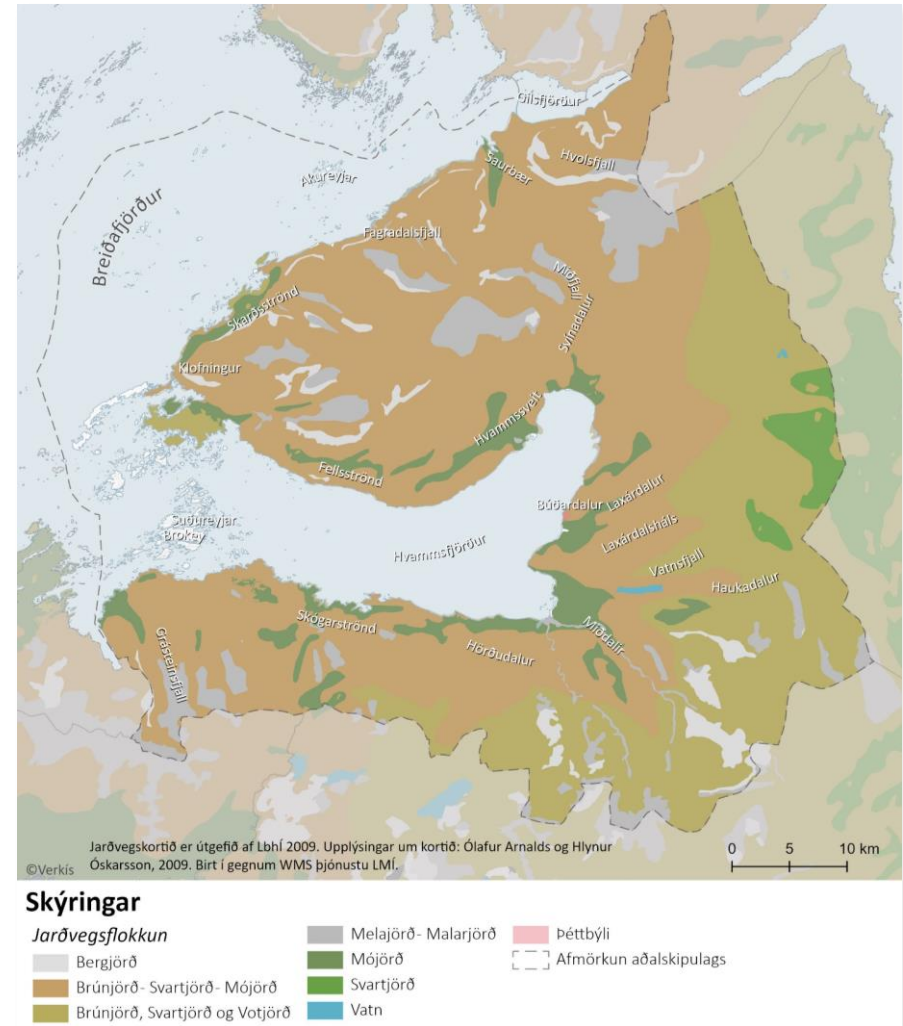 Gilsfjörður
Hvolsfjall
Saurbær
Akureyjar
Breiðafjörður
Fagradalsfjall
Miðfjall
Svínadalur
Skarðsströnd
Klofningur
Hvammssveit
Fellsströnd
Búðardalur
Laxárdalur
Suðureyjar
Brokey
Laxárdalsháls
Hvammsfjörður
Vatnsfjall
Haukadalur
Skógarströnd
Miðdalir
Hörðudalur
Grásteinsfjall
Jarðvegskortið er útgefið af LbhÍ 2009. Upplýsingar um kortið: Ólafur Arnalds og Hlynur
Óskarsson, 2009. Birt í gegnum WMS þjónustu LMÍ.
©Verkís
0 5 10 km
Skýringar
Jarðvegsflokkun
Bergjörð
Brúnjörð- Svartjörð- Mójörð
Brúnjörð, Svartjörð og Votjörð
Melajörð- Malarjörð
Mójörð
Svartjörð
Vatn
Þéttbýli
Afmörkun aðalskipulags